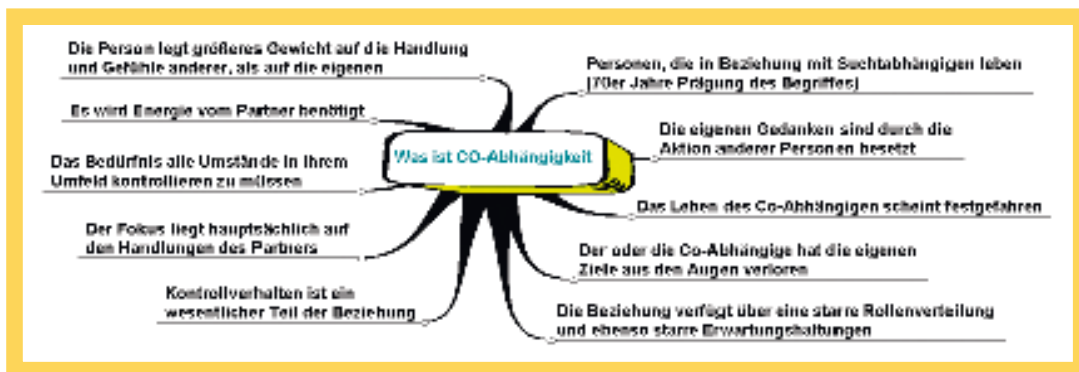 Die Person legt größeres Gewicht auf die Handlung
und Gefühle anderer, als auf die eigenen
Es wird Energie vom Partner benötigt
Das Bedürfnis alle Umstände in Ihrem
Umfeld kontrollieren zu müssen
Der Fokus liegt hauptsächlich auf
den Handlungen des Partners
Kontrollverhalten ist ein
wesentlicher Teil der Beziehung
Was ist CO-Abhängigkeit
Personen, die in Beziehung mit Suchtabhängigen leben
(70er Jahre Prägung des Begriffes)
Die eigenen Gedanken sind durch die
Aktion anderer Personen besetzt
Das Leben des Co-Abhängigen scheint festgefahren
Der oder die Co-Abhängige hat die eigenen
Ziele aus den Augen verloren
Die Beziehung verfügt über eine starre Rollenverteilung
und ebenso starre Erwartungshaltungen